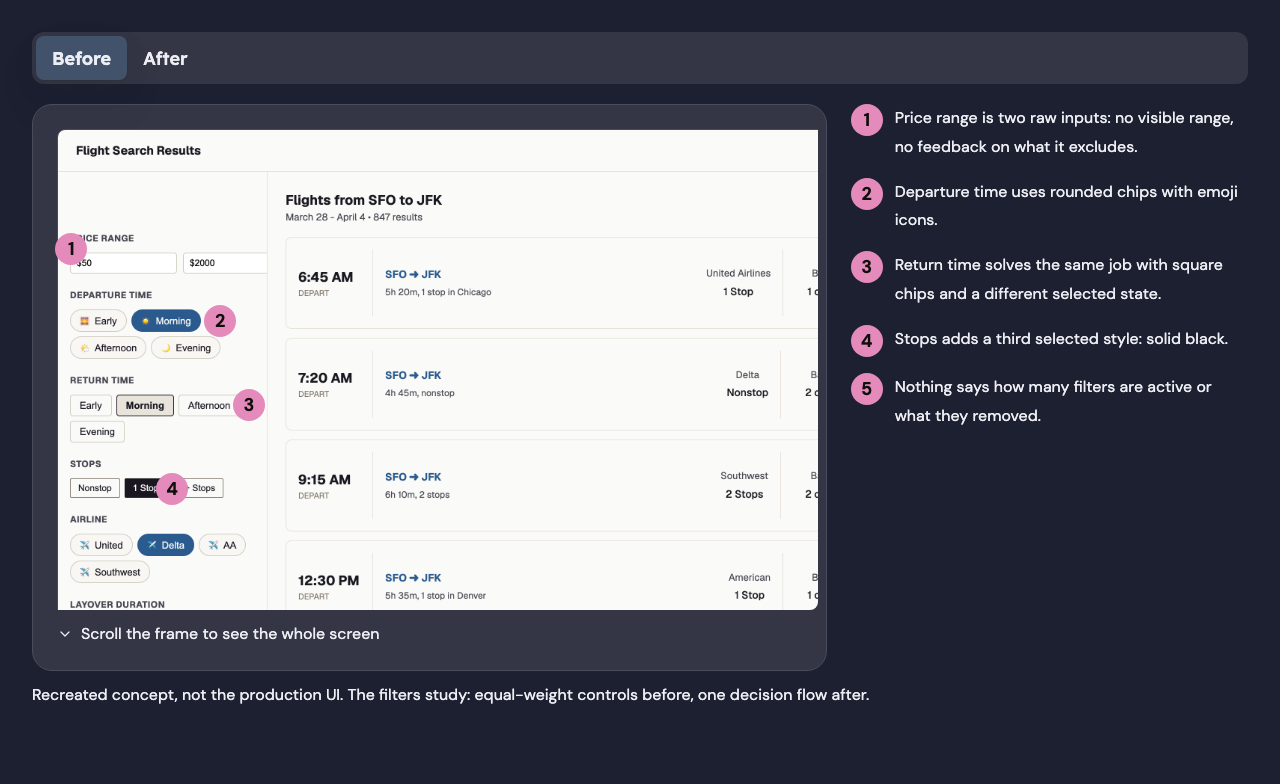 Before
After
Flight Search Results
Flights from SFO to JFK
March 28 - April 4 • 847 results
1
RICE RANGE
$50
$2000
DEPARTURE TIME
Early
Morning
2
Afternoon
Evening
RETURN TIME
Early
Morning
Afternoon
3
Evening
STOPS
Nonstop
1 Stop
4
Stops
AIRLINE
United
Delta
AA
Southwest
LAYOVER DURATION
6:45 AM
DEPART
SFO ➜ JFK
5h 20m, 1 stop in Chicago
United Airlines
1 Stop
7:20 AM
DEPART
SFO ➜ JFK
4h 45m, nonstop
Delta
Nonstop
9:15 AM
DEPART
SFO ➜ JFK
6h 10m, 2 stops
Southwest
2 Stops
12:30 PM
DEPART
SFO ➜ JFK
5h 35m, 1 stop in Denver
American
1 Stop
Scroll the frame to see the whole screen
1
Price range is two raw inputs: no visible range,
no feedback on what it excludes.
2
Departure time uses rounded chips with emoji
icons.
3
Return time solves the same job with square
chips and a different selected state.
4
Stops adds a third selected style: solid black.
5
Nothing says how many filters are active or
what they removed.
Recreated concept, not the production UI. The filters study: equal-weight controls before, one decision flow after.